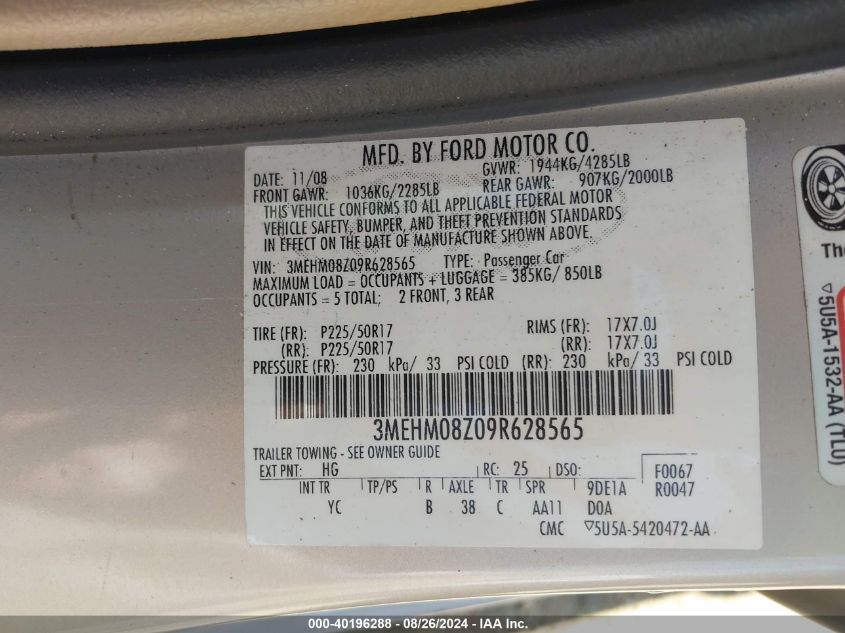 MFD. BY FORD MOTOR CO.
DATE: 11/08 GVWR: 1944KG/4285LB
FRONT GAWR: 1036KG/2285LB REAR GAWR: 907KG/2000LB
THIS VEHICLE CONFORMS TO ALL APPLICABLE FEDERAL MOTOR
VEHICLE SAFETY, BUMPER, AND THEFT PREVENTION STANDARDS
IN EFFECT ON THE DATE OF MANUFACTURE SHOWN ABOVE.
VIN: 3MEHM08Z09R628565 TYPE: Passenger Car
MAXIMUM LOAD = OCCUPANTS + LUGGAGE = 385KG/ 850LB
OCCUPANTS = 5 TOTAL; 2 FRONT, 3 REAR
TIRE (FR): P225/50R17 RIMS (FR): 17X7.0J
(RR): P225/50R17 (RR): 17X7.0J
PRESSURE (FR): 230 kPa/ 33 PSI COLD (RR): 230 kPa/ 33 PSI COLD
3MEHM08Z09R628565
TRAILER TOWING - SEE OWNER GUIDE
EXT PNT: HG RC: 25 DSO: F0067
INT TR TP/PS R AXLE TR SPR 9DE1A R0047
YC B 38 C AA11 DOA
CMC ▽5U5A-5420472-AA
The
▽5U5A-1532-AA (TLU)
000-40196288 - 08/26/2024 - IAA Inc.